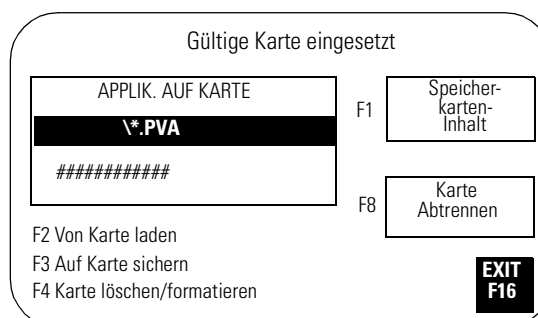 Gültige Karte eingesetzt
APPLIK. AUF KARTE
\*.PVA
############
F1
Speicher-
karten-
Inhalt
F8
Karte
Abtrennen
F2 Von Karte laden
F3 Auf Karte sichern
F4 Karte löschen/formatieren
EXIT
F16